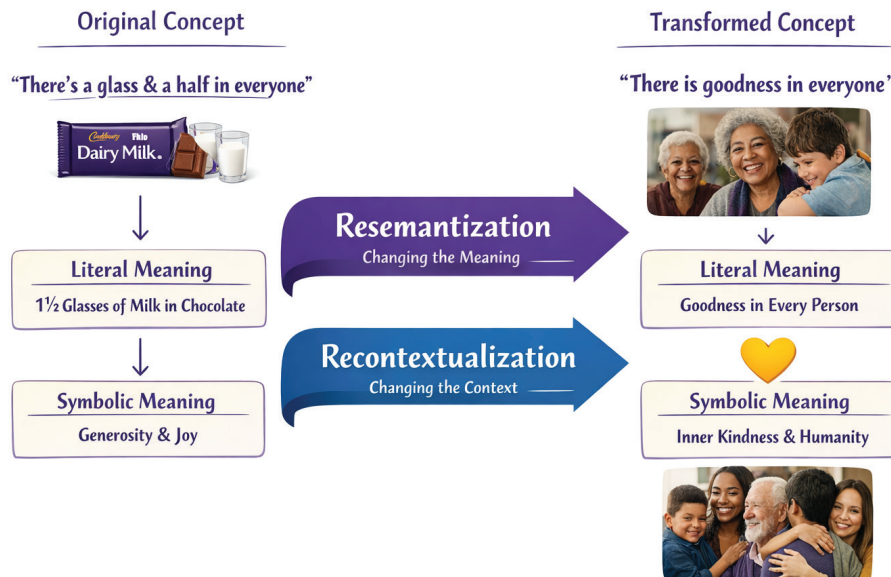 Original Concept
“There’s a glass & a half in everyone”
Cadbury
Dairy Milk.
Literal Meaning
1½ Glasses of Milk in Chocolate
Symbolic Meaning
Generosity & Joy
Resemantization
Changing the Meaning
Recontextualization
Changing the Context
Transformed Concept
“There is goodness in everyone”
Literal Meaning
Goodness in Every Person
Symbolic Meaning
Inner Kindness & Humanity